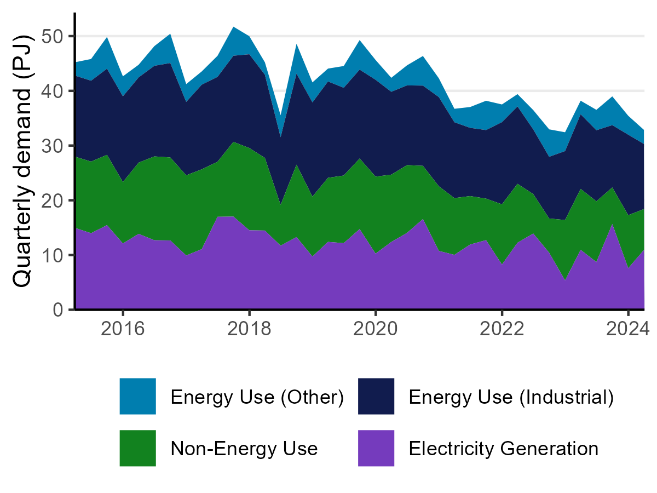 Quarterly demand (PJ)
50
40
30
20
10
0
2016 2018 2020 2022 2024
Energy Use (Other) Energy Use (Industrial)
Non-Energy Use Electricity Generation